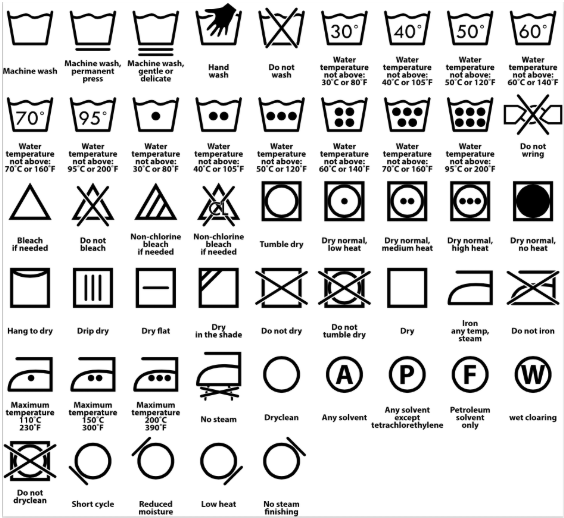 30°
40°
50°
60°
Machine wash
Machine wash,
permanent
press
Machine wash,
gentle or
delicate
Hand
wash
Do not
wash
Water
temperature
not above:
30°C or 80°F
Water
temperature
not above:
40°C or 105°F
Water
temperature
not above:
50°C or 120°F
Water
temperature
not above:
60°C or 140°F
70°
95°
Water
temperature
not above:
70°C or 160°F
Water
temperature
not above:
95°C or 200°F
Water
temperature
not above:
30°C or 80°F
Water
temperature
not above:
40°C or 105°F
Water
temperature
not above:
50°C or 120°F
Water
temperature
not above:
60°C or 140°F
Water
temperature
not above:
70°C or 160°F
Water
temperature
not above:
95°C or 200°F
Do not
wring
CL
Bleach
if needed
Do not
bleach
Non-chlorine
bleach
if needed
Non-chlorine
bleach
if needed
Tumble dry
Dry normal,
low heat
Dry normal,
medium heat
Dry normal,
high heat
Dry normal,
no heat
Hang to dry
Drip dry
Dry flat
Dry
in the shade
Do not dry
Do not
tumble dry
Dry
Iron
any temp,
steam
Do not iron
A
P
F
W
Maximum
temperature
110°C
230°F
Maximum
temperature
150°C
300°F
Maximum
temperature
200°C
390°F
No steam
Dryclean
Any solvent
Any solvent
except
tetrachlorethylene
Petroleum
solvent
only
wet cloaring
Do not
dryclean
Short cycle
Reduced
moisture
Low heat
No steam
finishing